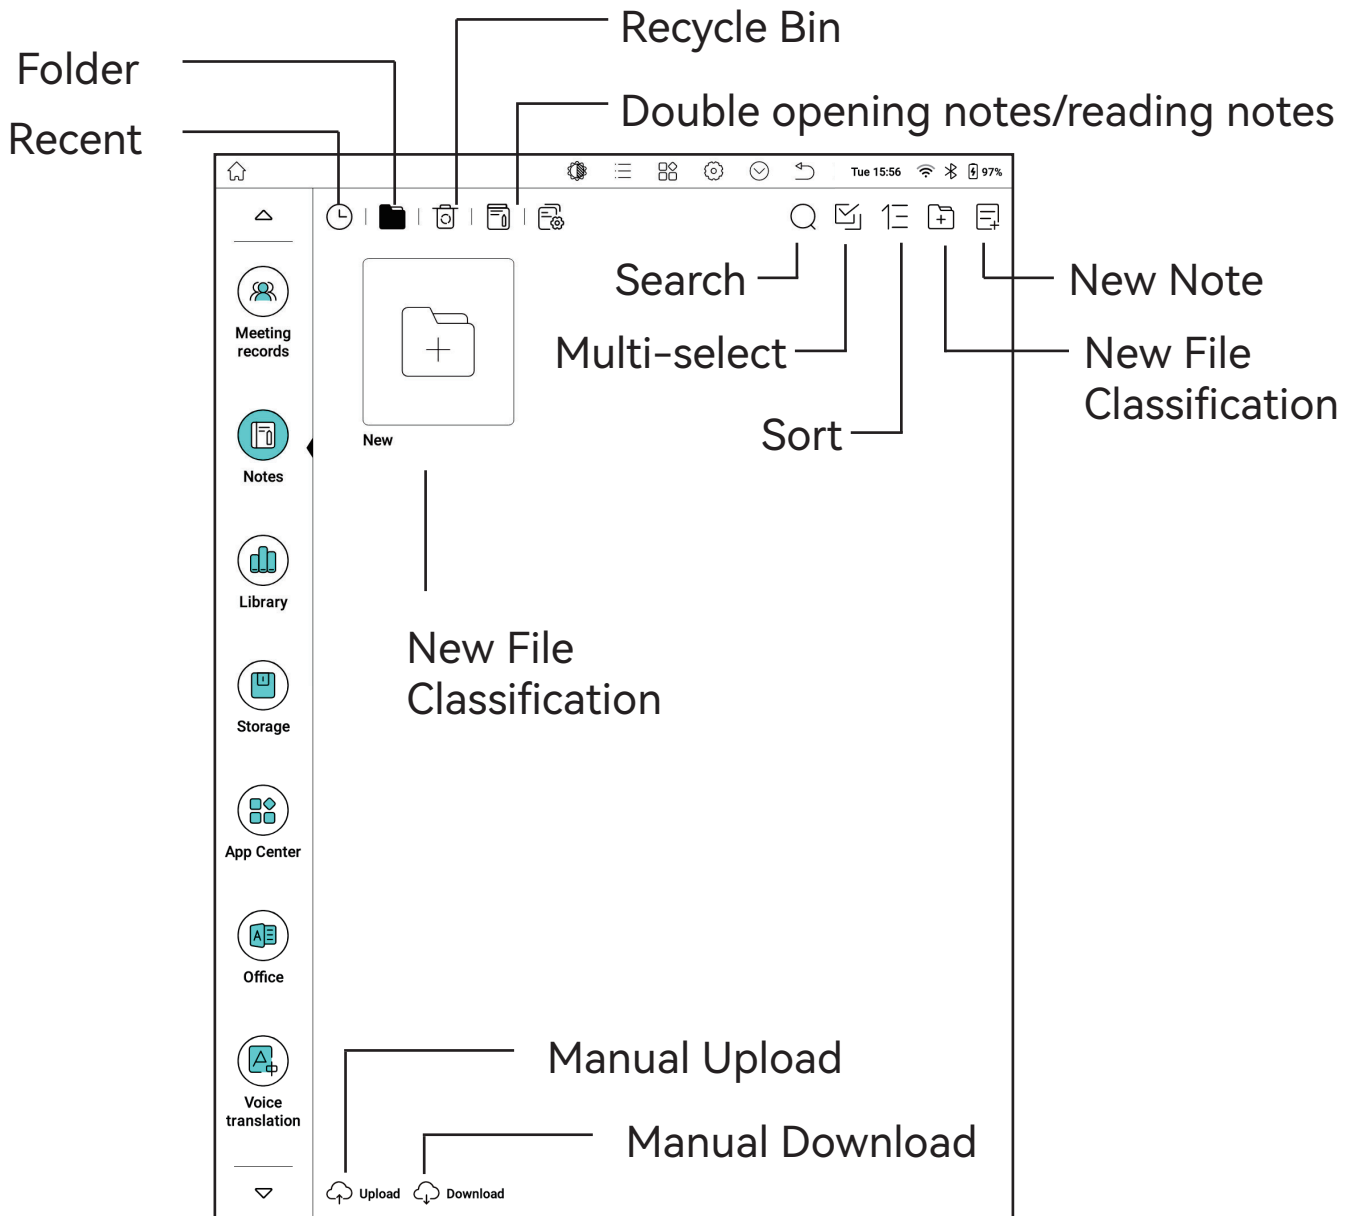 Recycle Bin
Folder
Double opening notes/reading notes
Recent
Tue 15:56
97%
Search
New Note
Meeting
records
Multi-select
New File
Classification
Sort
New
Notes
Library
New File
Classification
Storage
App Center
Office
Manual Upload
Voice
translation
Manual Download
Upload
Download